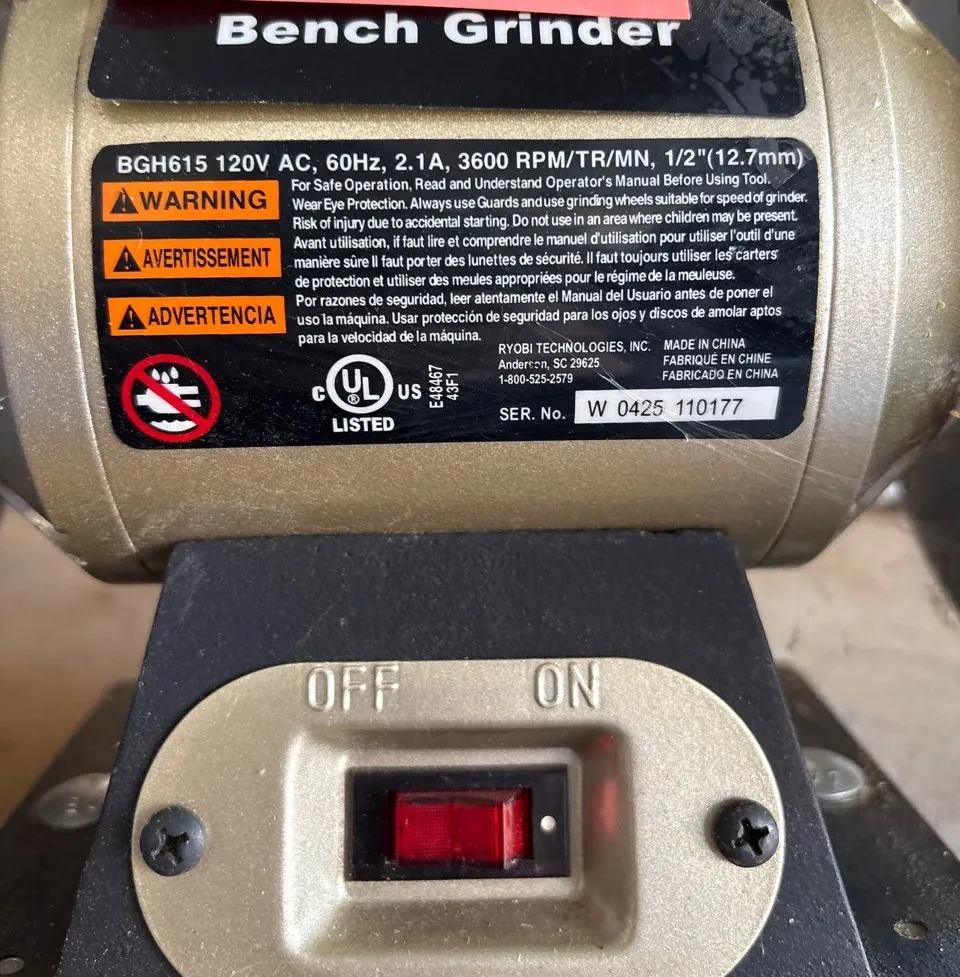 Bench Grinder
BGH615 120V AC, 60Hz, 2.1A, 3600 RPM/TR/MN, 1/2"(12.7mm)
WARNING
For Safe Operation, Read and Understand Operator's Manual Before Using Tool.
Wear Eye Protection. Always use Guards and use grinding wheels suitable for speed of grinder.
Risk of injury due to accidental starting. Do not use in an area where children may be present.
AVERTISSEMENT
Avant utilisation, if faut lire et comprendre le manuel d'utilisation pour utiliser l'outil d'une
manière sûre Il faut porter des lunettes de sécurité. Il faut toujours utiliser les carters
de protection et utiliser des meules appropriées pour le régime de la meuleuse.
ADVERTENCIA
Por razones de seguridad, leer atentamente el Manual del Usuario antes de poner el
uso la máquina. Usar protección de seguridad para los ojos y discos de amolar aptos
para la velocidad de la máquina.
C UL US
®
LISTED
E48467
43F1
RYOBI TECHNOLOGIES, INC.
Anderson, SC 29625
1-800-525-2579
MADE IN CHINA
FABRIQUÉ EN CHINE
FABRICADO EN CHINA
SER. No. W 0425 110177
OFF ON